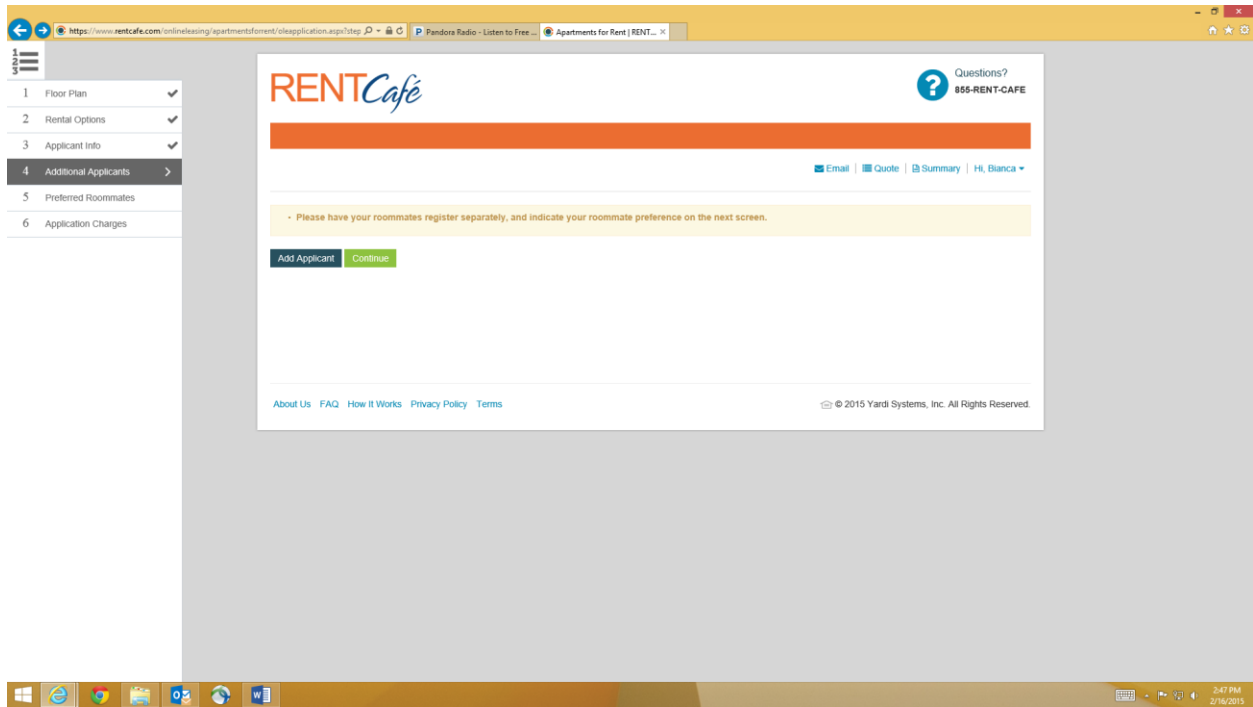 https://www.rentcafe.com/onlineleasing/apartmentsforrent/oleapplication.aspx?step
Pandora Radio - Listen to Free ...
Apartments for Rent | RENT...
1 Floor Plan
2 Rental Options
3 Applicant Info
4 Additional Applicants
5 Preferred Roommates
6 Application Charges
RENTCafé
Questions?
855-RENT-CAFE
Email | Quote | Summary | Hi, Bianca
• Please have your roommates register separately, and indicate your roommate preference on the next screen.
Add Applicant Continue
About Us FAQ How It Works Privacy Policy Terms
© 2015 Yardi Systems, Inc. All Rights Reserved.
2:47 PM
2/16/2015